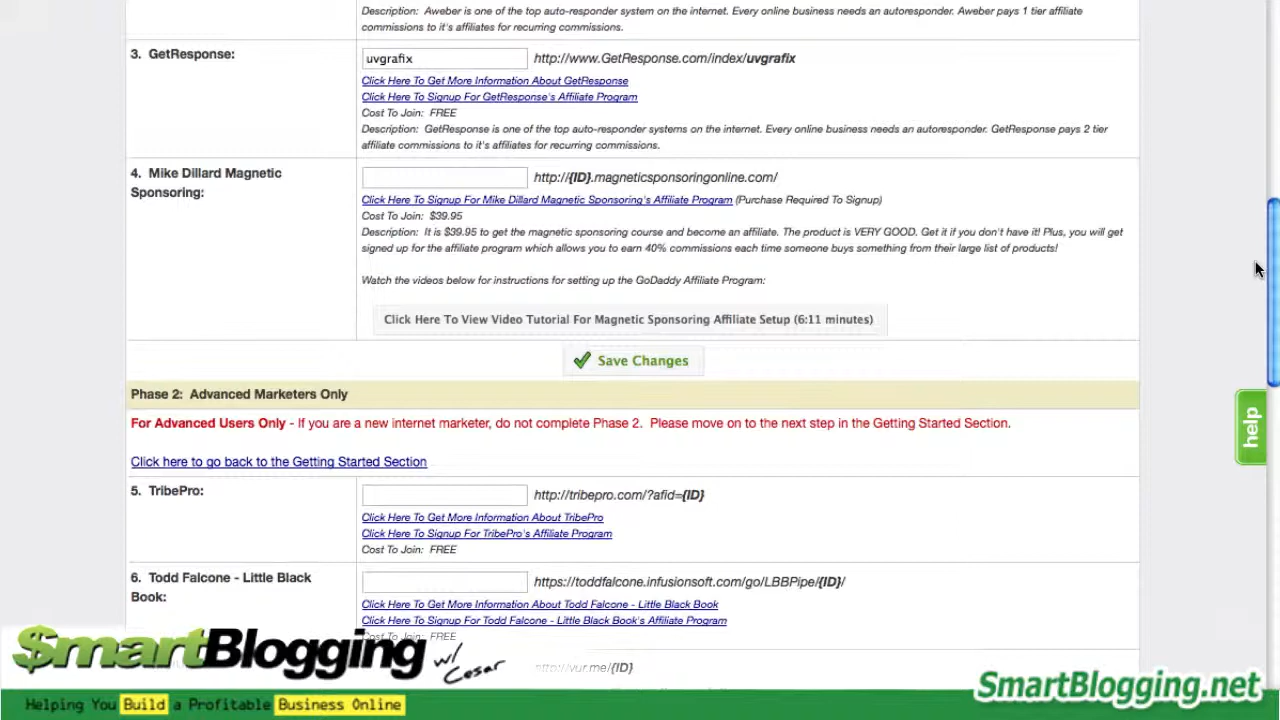 Description: Aweber is one of the top auto-responder system on the internet. Every online business needs an autoresponder. Aweber pays 1 tier affiliate
commissions to it's affiliates for recurring commissions.
3. GetResponse:
uvgrafix http://www.GetResponse.com/index/uvgrafix
Click Here To Get More Information About GetResponse
Click Here To Signup For GetResponse's Affiliate Program
Cost To Join: FREE
Description: GetResponse is one of the top auto-responder systems on the internet. Every online business needs an autoresponder. GetResponse pays 2 tier
affiliate commissions to it's affiliates for recurring commissions.
4. Mike Dillard Magnetic
Sponsoring:
http://{ID}.magneticsponsoringonline.com/
Click Here To Signup For Mike Dillard Magnetic Sponsoring's Affiliate Program (Purchase Required To Signup)
Cost To Join: $39.95
Description: It is $39.95 to get the magnetic sponsoring course and become an affiliate. The product is VERY GOOD. Get it if you don't have it! Plus, you will get
signed up for the affiliate program which allows you to earn 40% commissions each time someone buys something from their large list of products!
Watch the videos below for instructions for setting up the GoDaddy Affiliate Program:
Click Here To View Video Tutorial For Magnetic Sponsoring Affiliate Setup (6:11 minutes)
Save Changes
Phase 2: Advanced Marketers Only
For Advanced Users Only - If you are a new internet marketer, do not complete Phase 2. Please move on to the next step in the Getting Started Section.
Click here to go back to the Getting Started Section
help
5. TribePro:
http://tribepro.com/?afid={ID}
Click Here To Get More Information About TribePro
Click Here To Signup For TribePro's Affiliate Program
Cost To Join: FREE
6. Todd Falcone - Little Black
Book:
https://toddfalcone.infusionsoft.com/go/LBBPipe/{ID}/
Click Here To Get More Information About Todd Falcone - Little Black Book
Click Here To Signup For Todd Falcone - Little Black Book's Affiliate Program
Cost To Join: FREE
http://vur.me/{ID}
$martBlogging w/ Cesar
SmartBlogging.net
Helping You Build a Profitable Business Online